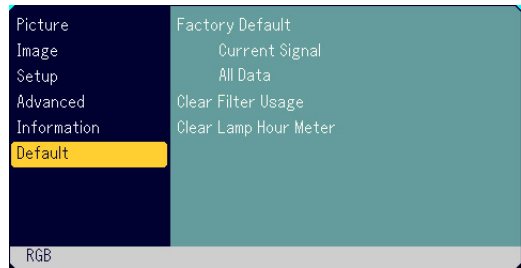 Picture
Image
Setup
Advanced
Information
Default
Factory Default
Current Signal
All Data
Clear Filter Usage
Clear Lamp Hour Meter
RGB